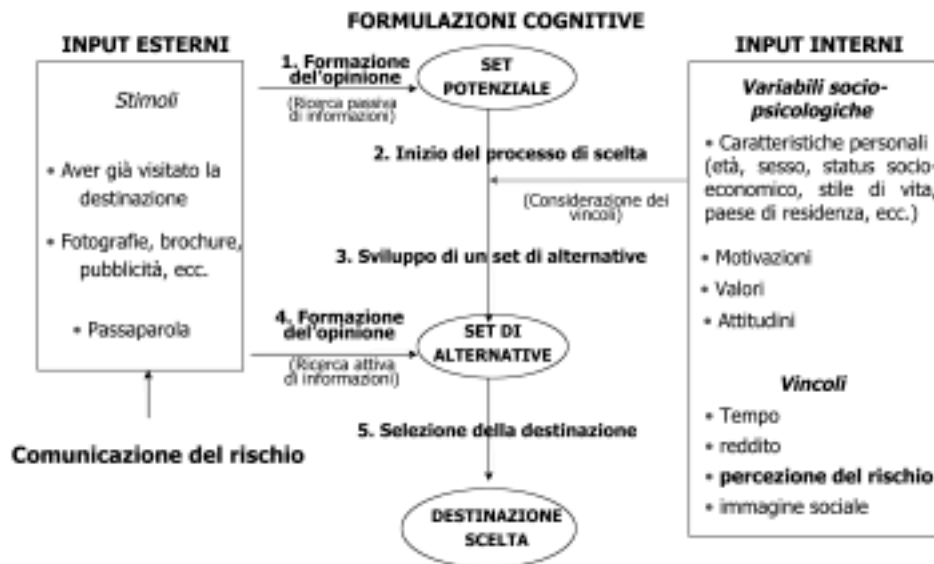 FORMULAZIONI COGNITIVE
INPUT ESTERNI
Stimoli
• Aver già visitato la
destinazione
• Fotografie, brochure,
pubblicità, ecc.
• Passaparola
Comunicazione del rischio
1. Formazione
del'opinione
(Ricerca passiva
di informazioni)
SET
POTENZIALE
2. Inizio del processo di scelta
(Considerazione dei
vincoli)
3. Sviluppo di un set di alternative
4. Formazione
del'opinione
(Ricerca attiva
di informazioni)
SET DI
ALTERNATIVE
5. Selezione della destinazione
DESTINAZIONE
SCELTA
INPUT INTERNI
Variabili socio-
psicologiche
• Caratteristiche personali
(età, sesso, status socio-
economico, stile di vita,
paese di residenza, ecc.)
• Motivazioni
• Valori
• Attitudini
Vincoli
• Tempo
• reddito
• percezione del rischio
• immagine sociale